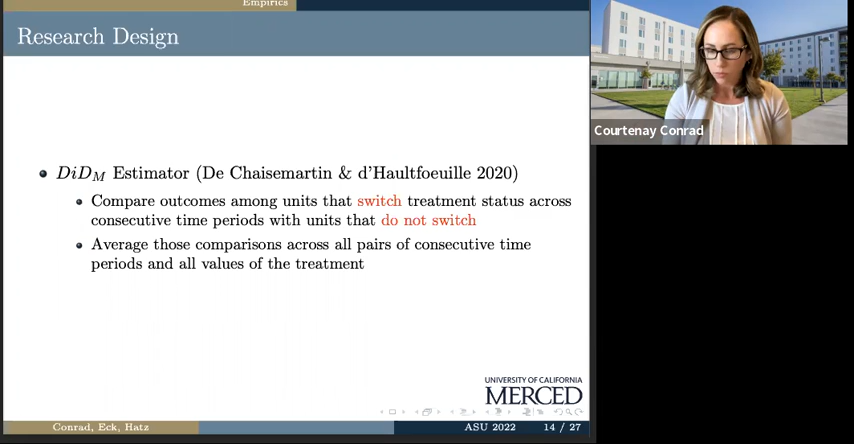 Empirics
Research Design
DiD_M Estimator (De Chaisemartin & d'Haultfoeuille 2020)
Compare outcomes among units that switch treatment status across
consecutive time periods with units that do not switch
Average those comparisons across all pairs of consecutive time
periods and all values of the treatment
UNIVERSITY OF CALIFORNIA
MERCED
Conrad, Eck, Hatz
ASU 2022
14 / 27
Courtenay Conrad